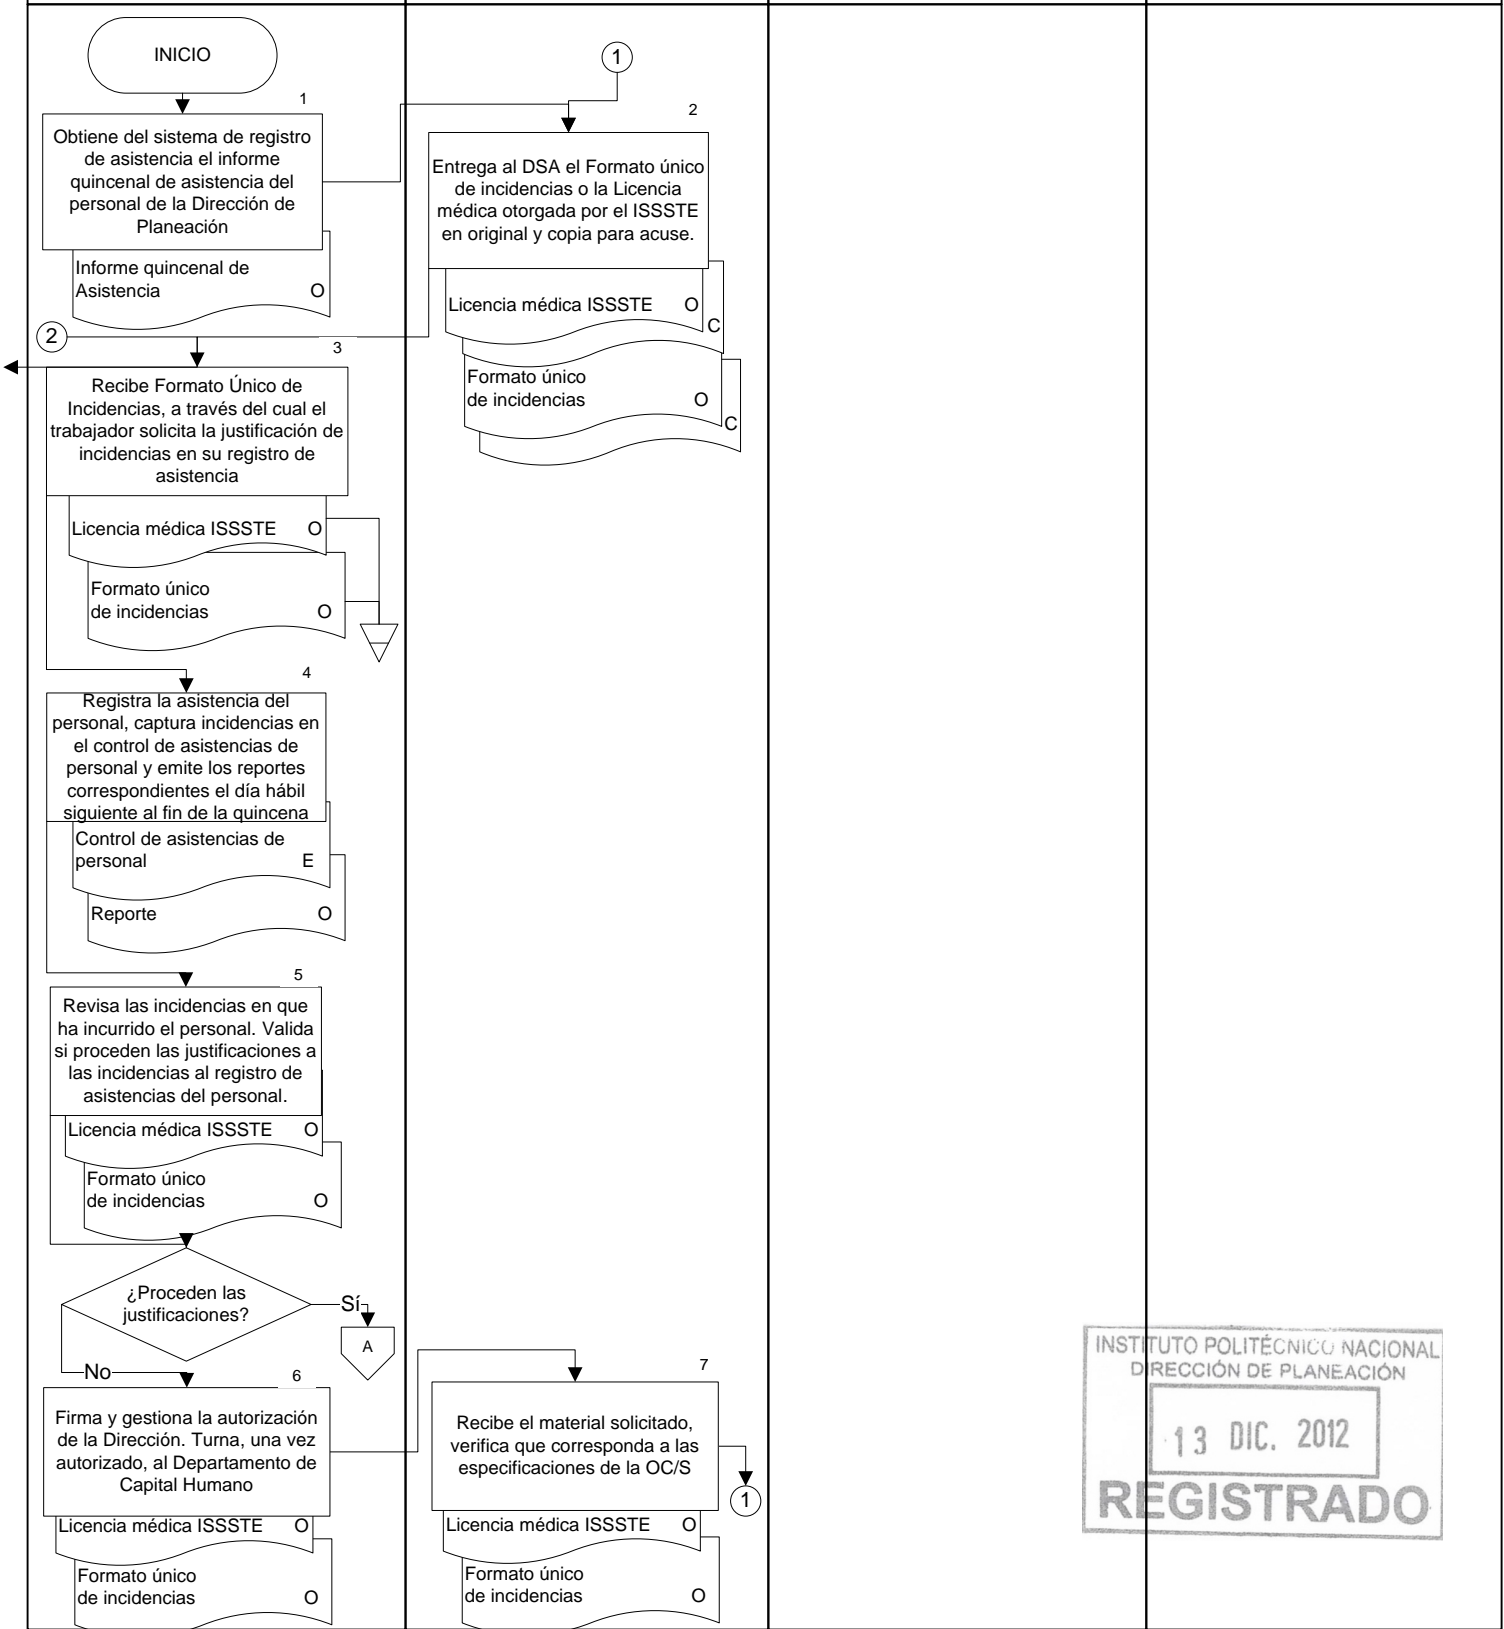 INICIO
1
Obtiene del sistema de registro
de asistencia el informe
quincenal de asistencia del
personal de la Dirección de
Planeación
Informe quincenal de
Asistencia O
1
2
Entrega al DSA el Formato único
de incidencias o la Licencia
médica otorgada por el ISSSTE
en original y copia para acuse.
Licencia médica ISSSTE O
C
Formato único
de incidencias O
C
2
3
Recibe Formato Único de
Incidencias, a través del cual el
trabajador solicita la justificación de
incidencias en su registro de
asistencia
Licencia médica ISSSTE O
Formato único
de incidencias O
4
Registra la asistencia del
personal, captura incidencias en
el control de asistencias de
personal y emite los reportes
correspondientes el día hábil
siguiente al fin de la quincena
Control de asistencias de
personal E
Reporte O
5
Revisa las incidencias en que
ha incurrido el personal. Valida
si proceden las justificaciones a
las incidencias al registro de
asistencias del personal.
Licencia médica ISSSTE O
Formato único
de incidencias O
¿Proceden las
justificaciones?
Sí
A
No
6
Firma y gestiona la autorización
de la Dirección. Turna, una vez
autorizado, al Departamento de
Capital Humano
Licencia médica ISSSTE O
Formato único
de incidencias O
7
Recibe el material solicitado,
verifica que corresponda a las
especificaciones de la OC/S
1
Licencia médica ISSSTE O
Formato único
de incidencias O
INSTITUTO POLITÉCNICO NACIONAL
DIRECCIÓN DE PLANEACIÓN
13 DIC. 2012
REGISTRADO